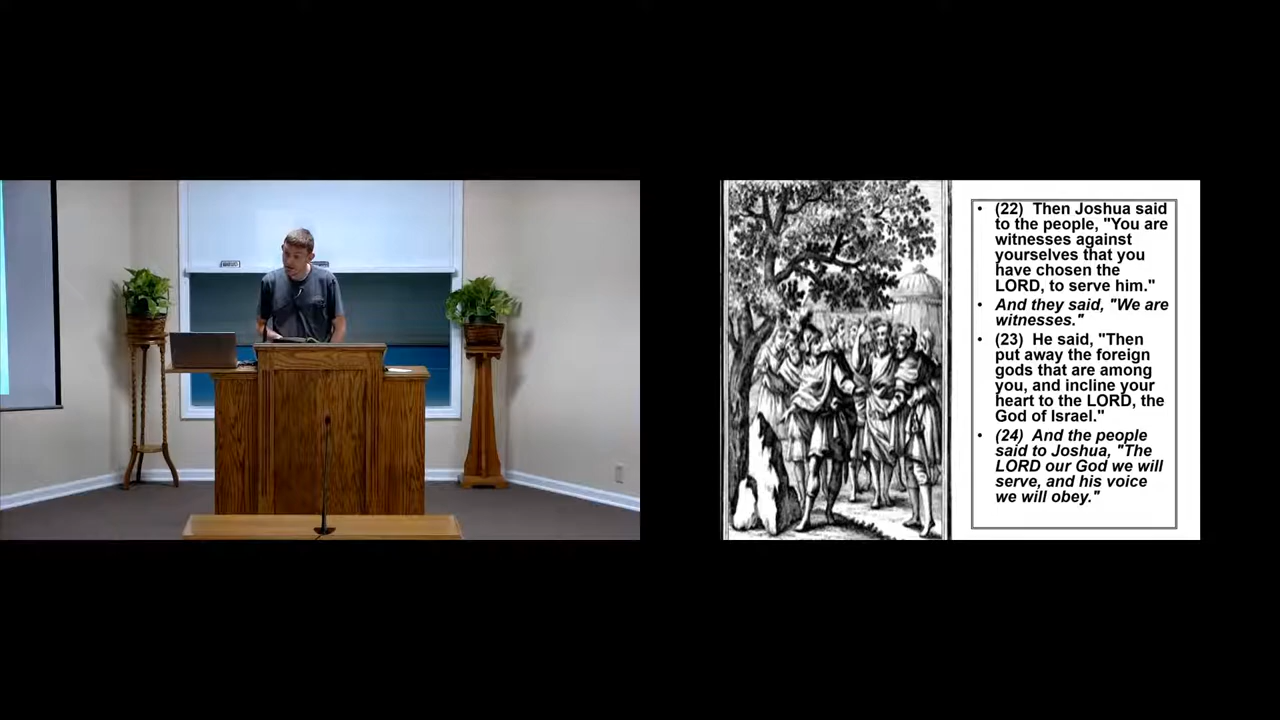 • (22) Then Joshua said
to the people, "You are
witnesses against
yourselves that you
have chosen the
LORD, to serve him."
• And they said, "We are
witnesses."
• (23) He said, "Then
put away the foreign
gods that are among
you, and incline your
heart to the LORD, the
God of Israel."
• (24) And the people
said to Joshua, "The
LORD our God we will
serve, and his voice
we will obey."